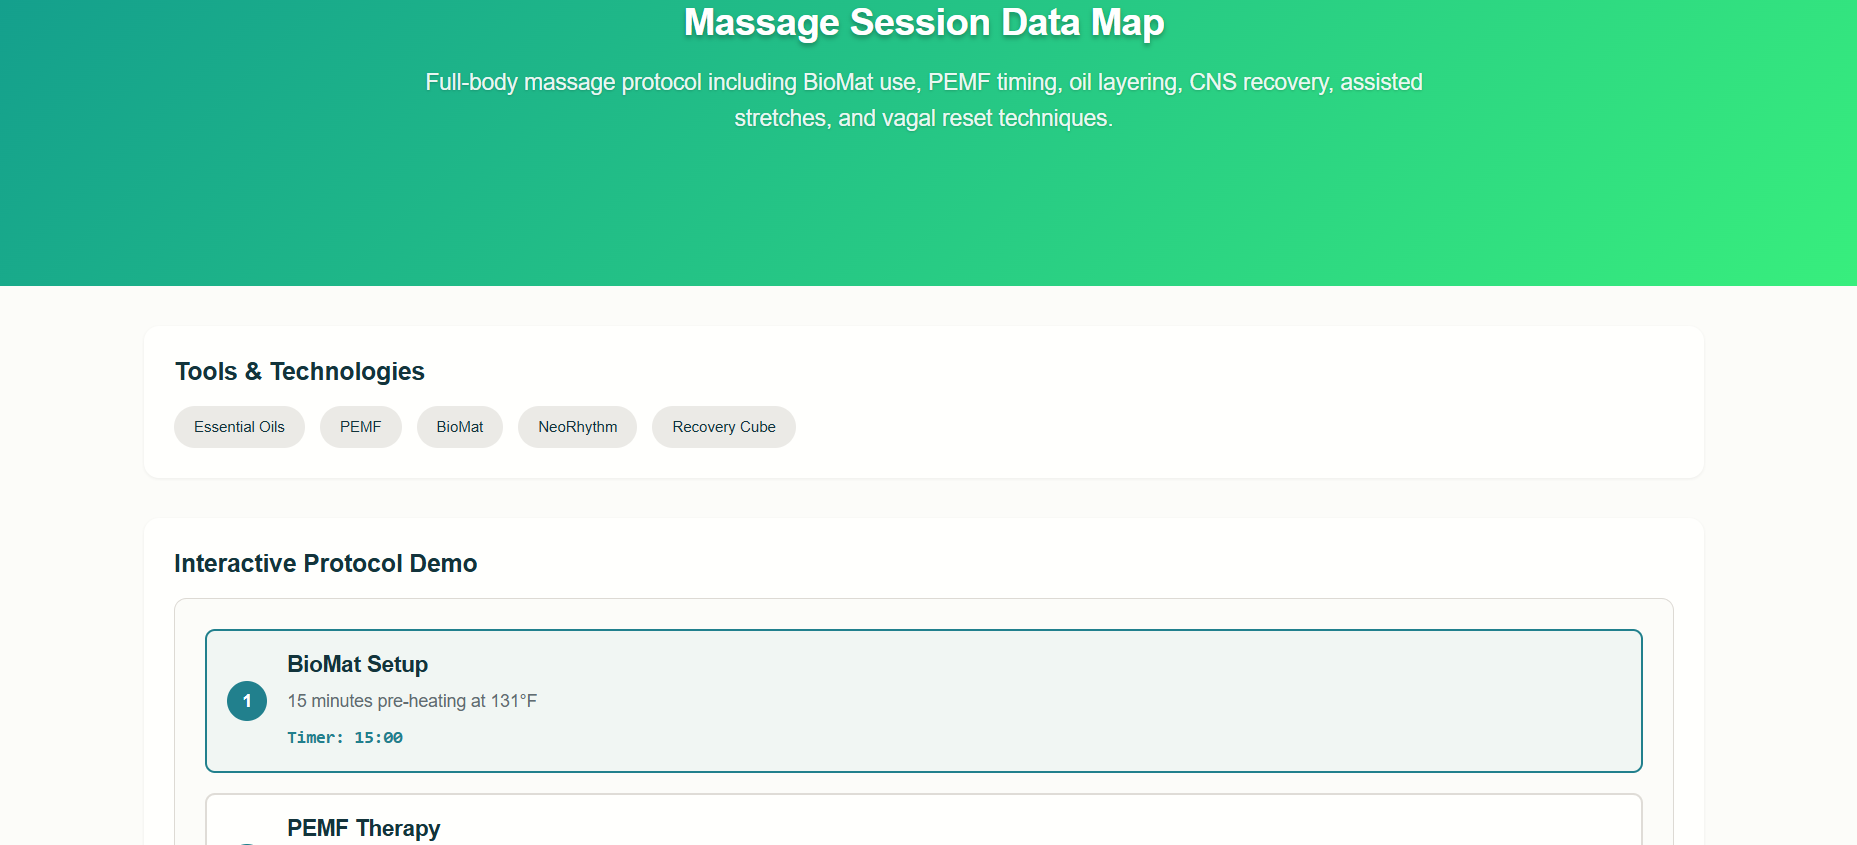 Massage Session Data Map
Full-body massage protocol including BioMat use, PEMF timing, oil layering, CNS recovery, assisted
stretches, and vagal reset techniques.
Tools & Technologies
Essential Oils
PEMF
BioMat
NeoRhythm
Recovery Cube
Interactive Protocol Demo
1
BioMat Setup
15 minutes pre-heating at 131°F
Timer: 15:00
PEMF Therapy